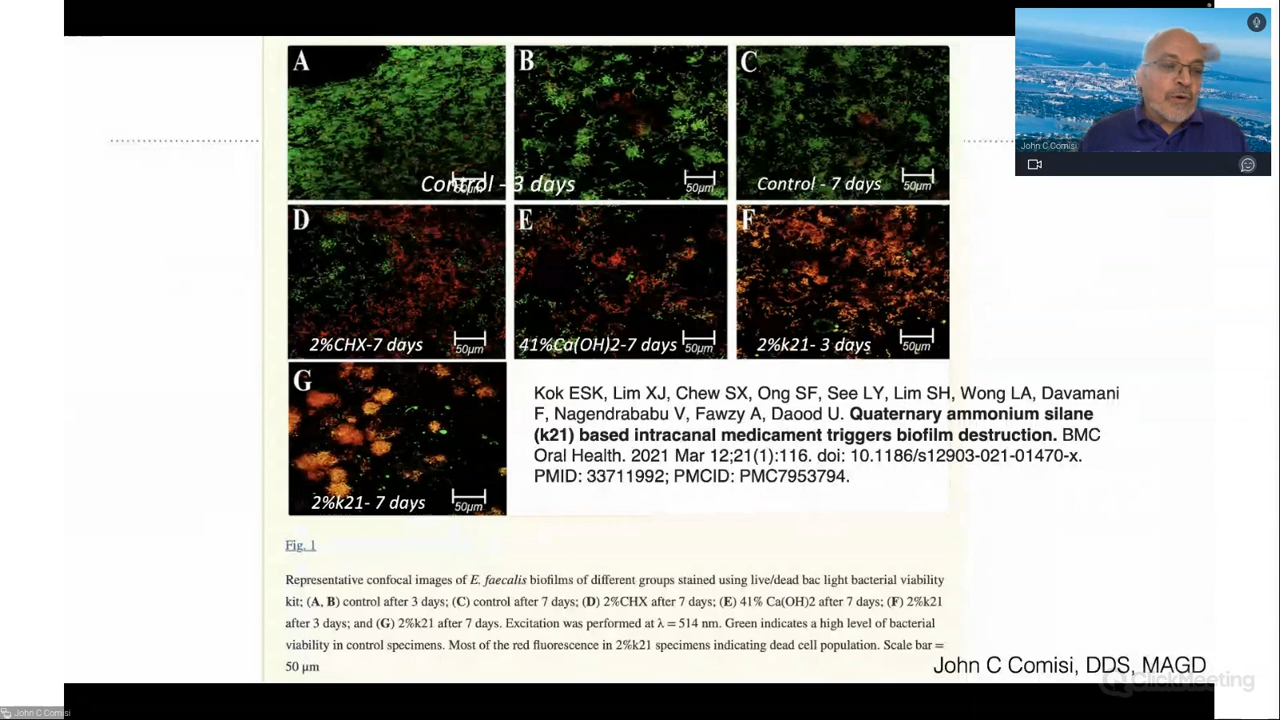 A
B
C
50µm
50µm
50µm
Control - 3 days
Control - 7 days
D
E
F
2%CHX-7 days
50µm
41%Ca(OH)2-7 days
50µm
2%k21- 3 days
50µm
G
2%k21- 7 days
50µm
Kok ESK, Lim XJ, Chew SX, Ong SF, See LY, Lim SH, Wong LA, Davamani
F, Nagendrababu V, Fawzy A, Daood U. Quaternary ammonium silane
(k21) based intracanal medicament triggers biofilm destruction. BMC
Oral Health. 2021 Mar 12;21(1):116. doi: 10.1186/s12903-021-01470-x.
PMID: 33711992; PMCID: PMC7953794.
Fig. 1
Representative confocal images of E. faecalis biofilms of different groups stained using live/dead bac light bacterial viability
kit; (A, B) control after 3 days; (C) control after 7 days; (D) 2%CHX after 7 days; (E) 41% Ca(OH)2 after 7 days; (F) 2%k21
after 3 days; and (G) 2%k21 after 7 days. Excitation was performed at λ = 514 nm. Green indicates a high level of bacterial
viability in control specimens. Most of the red fluorescence in 2%k21 specimens indicating dead cell population. Scale bar =
50 µm
John C Comisi, DDS, MAGD
ClickMeeting
John C Comisi
John C Comisi